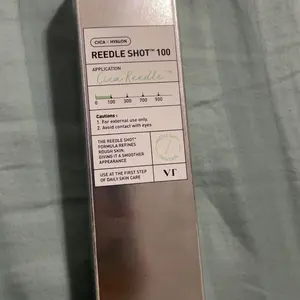 CICA × HYALON
REEDLE SHOT™ 100
APPLICATION
Cica Reedle™
0 100 300 700
Cautions :
1. For external use only.
2. Avoid contact with eyes
THE REEDLE SHOT™
FORMULA REFINES
ROUGH SKIN,
GIVING IT A SMOOTHER
APPEARANCE
USE AT THE FIRST STEP
OF DAILY SKIN CARE
VT